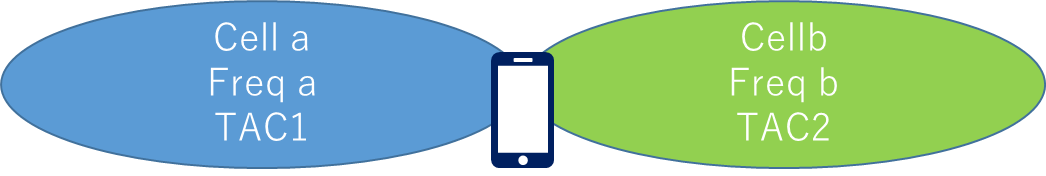 Cell a
Freq a
TAC1
Cellb
Freq b
TAC2